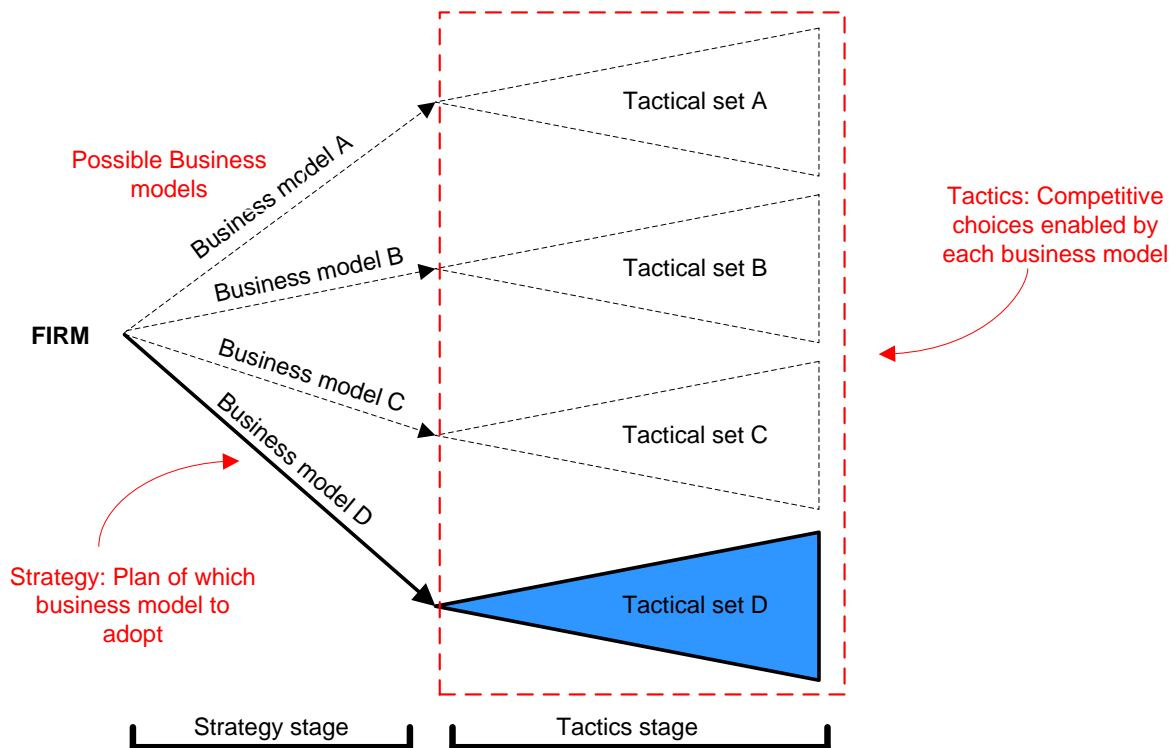 Tactical set A
Possible Business
models
Business model A
Tactics: Competitive
choices enabled by
each business model
Business model B
Tactical set B
FIRM
Business model C
Tactical set C
Business model D
Strategy: Plan of which
business model to
adopt
Tactical set D
Strategy stage
Tactics stage